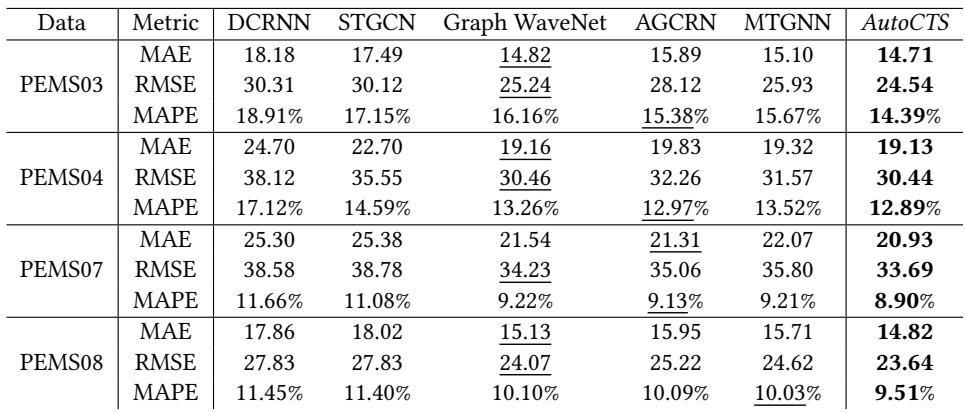 Data Metric DCRNN STGCN Graph WaveNet AGCRN MTGNN AutoCTS
MAE 18.18 17.49 14.82 15.89 15.10 14.71
PEMS03 RMSE 30.31 30.12 25.24 28.12 25.93 24.54
MAPE 18.91% 17.15% 16.16% 15.38% 15.67% 14.39%
MAE 24.70 22.70 19.16 19.83 19.32 19.13
PEMS04 RMSE 38.12 35.55 30.46 32.26 31.57 30.44
MAPE 17.12% 14.59% 13.26% 12.97% 13.52% 12.89%
MAE 25.30 25.38 21.54 21.31 22.07 20.93
PEMS07 RMSE 38.58 38.78 34.23 35.06 35.80 33.69
MAPE 11.66% 11.08% 9.22% 9.13% 9.21% 8.90%
MAE 17.86 18.02 15.13 15.95 15.71 14.82
PEMS08 RMSE 27.83 27.83 24.07 25.22 24.62 23.64
MAPE 11.45% 11.40% 10.10% 10.09% 10.03% 9.51%